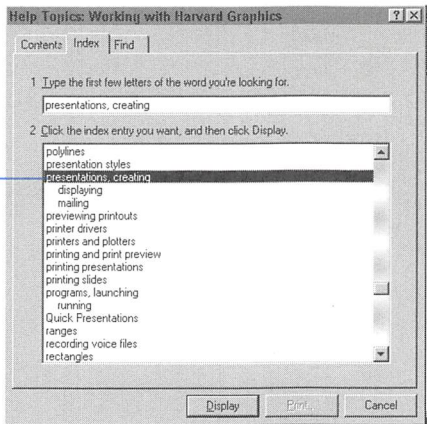 Help Topics: Working with Harvard Graphics
Contents Index Find
1 Type the first few letters of the word you're looking for.
presentations, creating
2 Click the index entry you want, and then click Display.
polylines
presentation styles
presentations, creating
displaying
mailing
previewing printouts
printer drivers
printers and plotters
printing and print preview
printing presentations
printing slides
programs, launching
running
Quick Presentations
ranges
recording voice files
rectangles
Display Print... Cancel